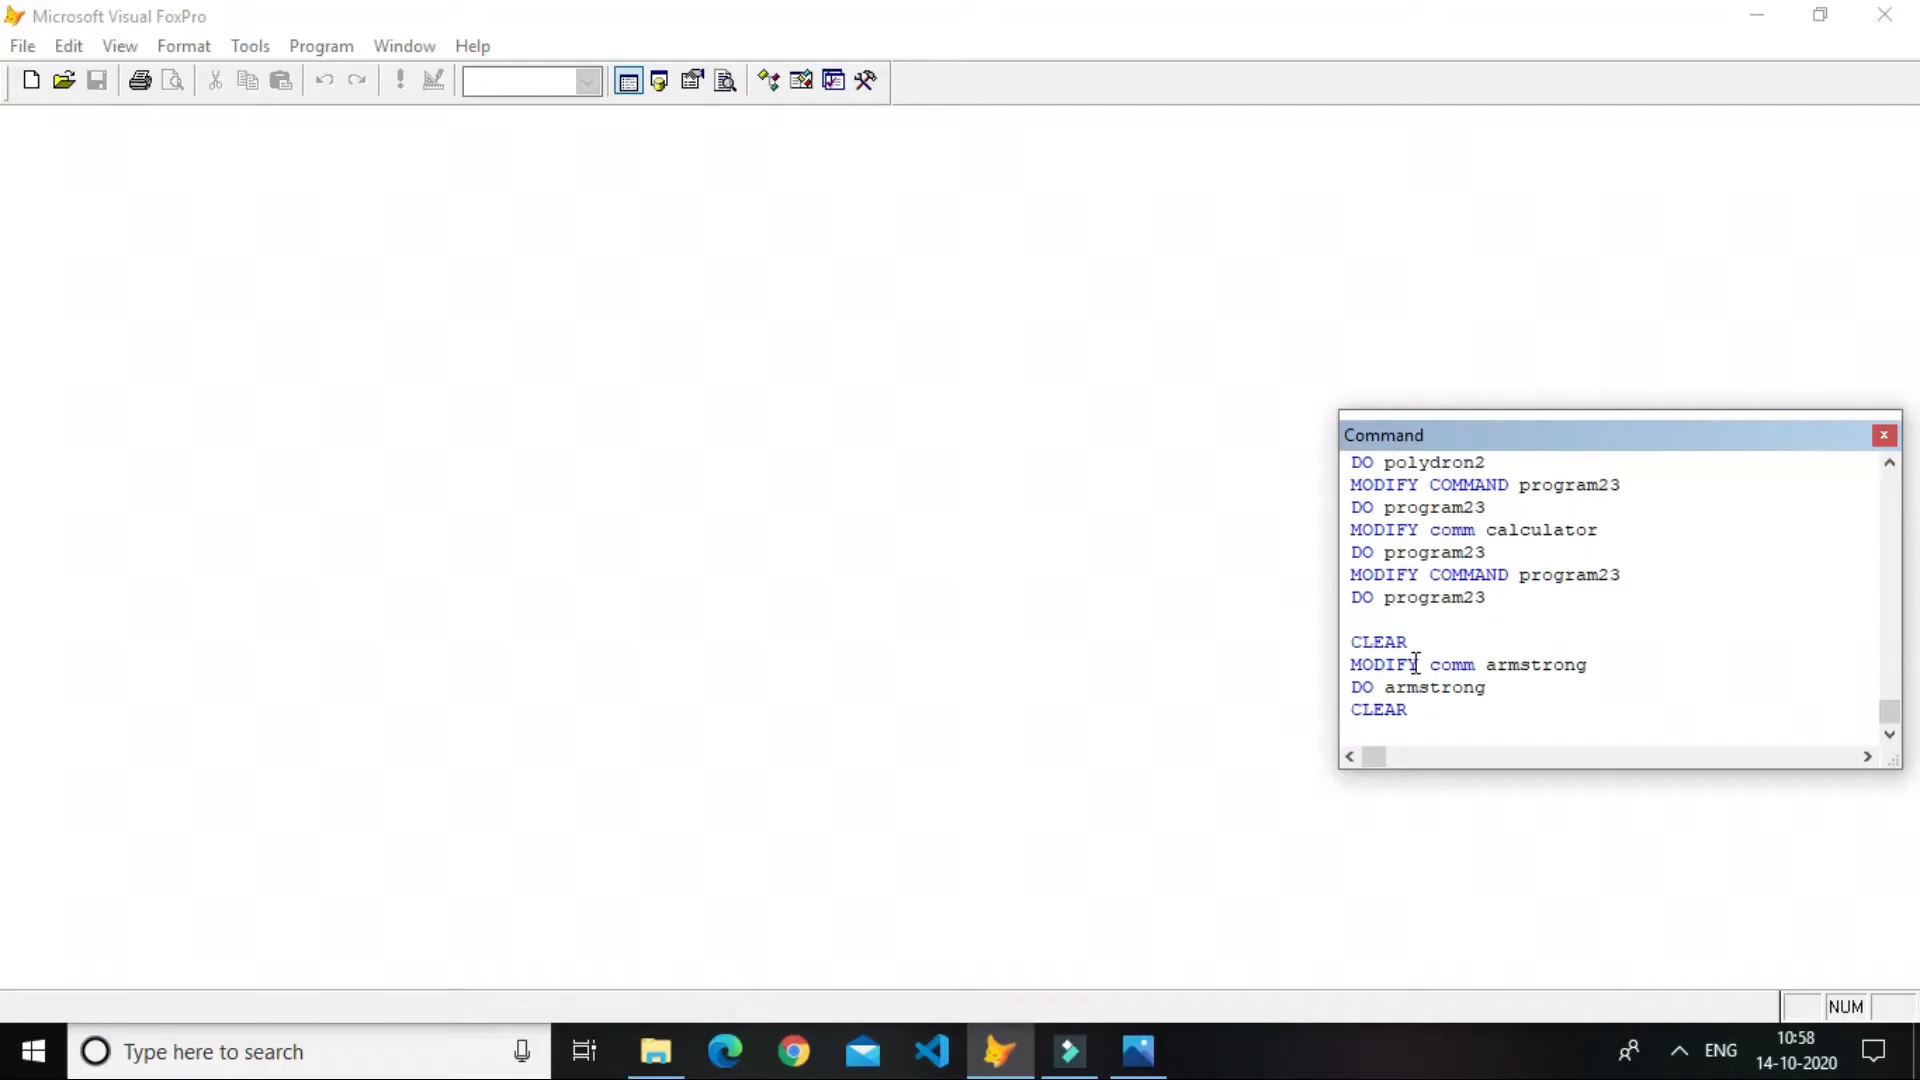 Microsoft Visual FoxPro
File Edit View Format Tools Program Window Help
Command
DO polydron2
MODIFY COMMAND program23
DO program23
MODIFY comm calculator
DO program23
MODIFY COMMAND program23
DO program23
CLEAR
MODIFY comm armstrong
DO armstrong
CLEAR
NUM
Type here to search
ENG
10:58
14-10-2020